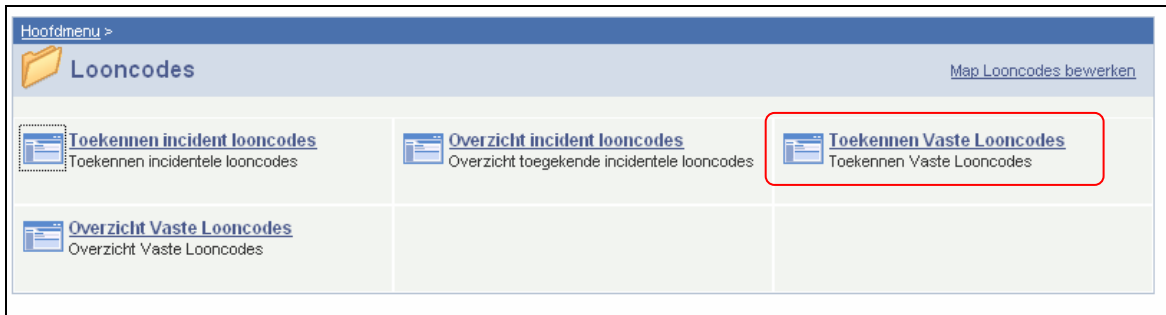 Hoofdmenu >
Looncodes
Map Looncodes bewerken
Toekennen incident looncodes
Toekennen incidentele looncodes
Overzicht incident looncodes
Overzicht toegekende incidentele looncodes
Toekennen Vaste Looncodes
Toekennen Vaste Looncodes
Overzicht Vaste Looncodes
Overzicht Vaste Looncodes